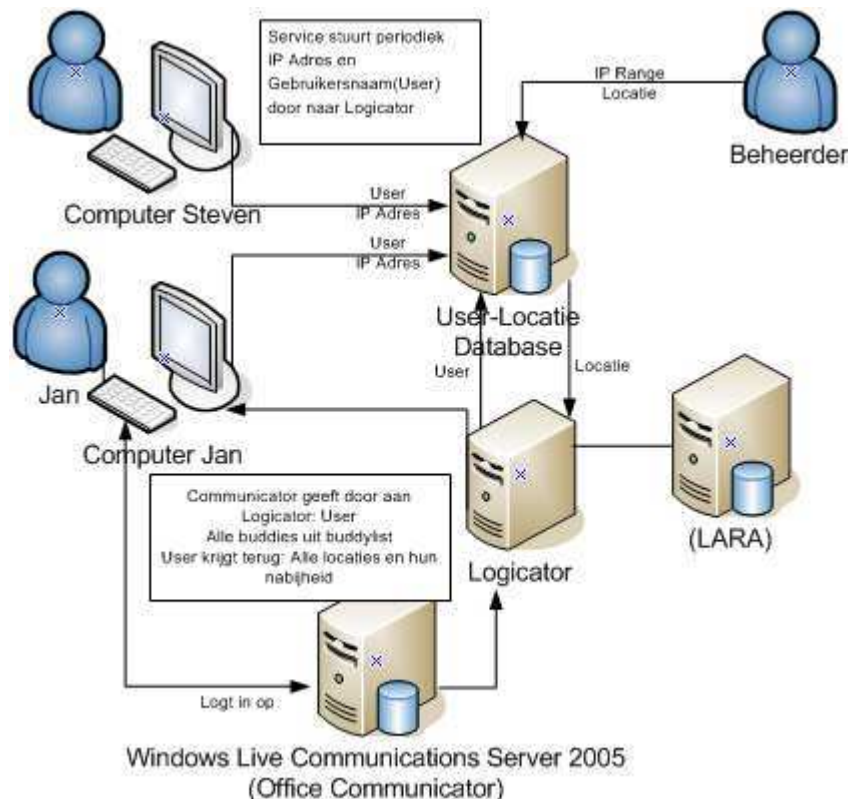 Service stuurt periodiek
IP Adres en
Gebruikersnaam(User)
door naar Logicator
IP Range
Locatie
Beheerder
Computer Steven
User
IP Adres
User
IP Adres
User-Locatie
Database
User
Locatie
Jan
Computer Jan
Communicator geeft door aan
Logicator: User
Alle buddies uit buddylist
User krijgt terug: Alle locaties en hun
nabijheid
Logicator
(LARA)
Logt in op
Windows Live Communications Server 2005
(Office Communicator)